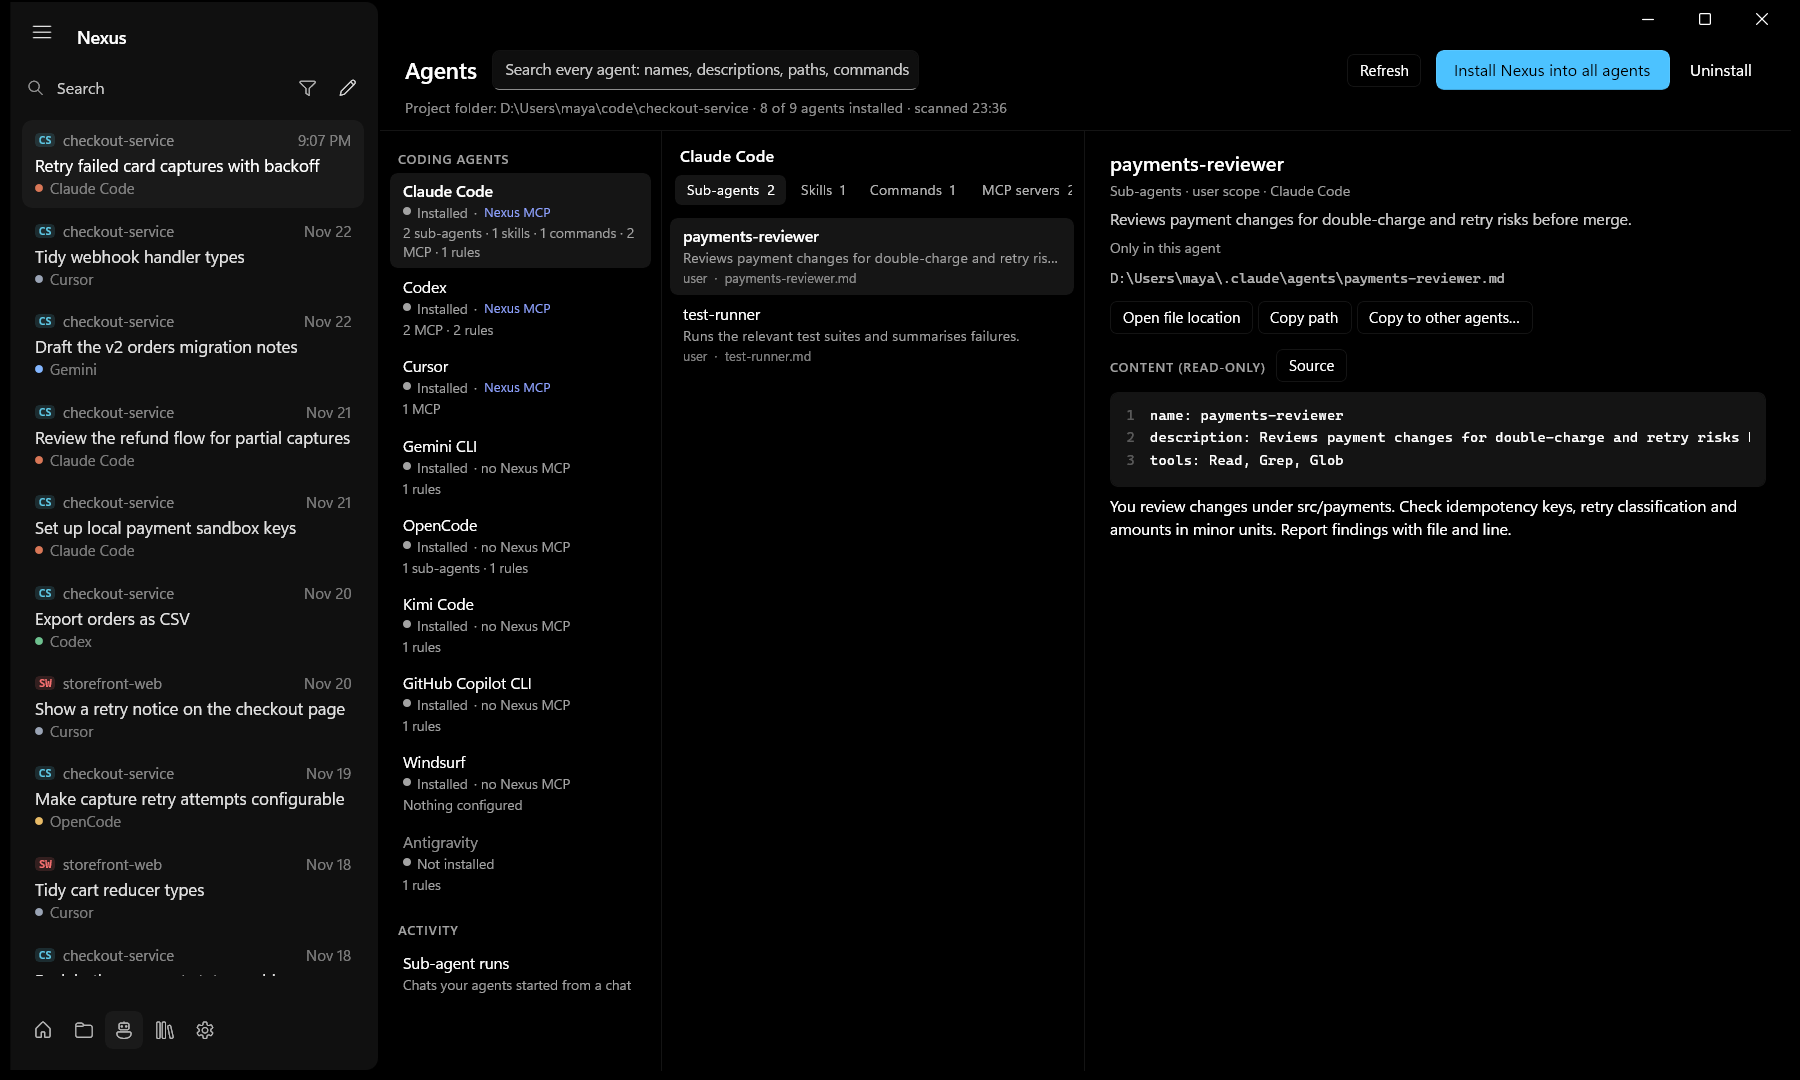 Nexus
Search
CS checkout-service 9:07 PM
Retry failed card captures with backoff
Claude Code
CS checkout-service Nov 22
Tidy webhook handler types
Cursor
CS checkout-service Nov 22
Draft the v2 orders migration notes
Gemini
CS checkout-service Nov 21
Review the refund flow for partial captures
Claude Code
CS checkout-service Nov 21
Set up local payment sandbox keys
Claude Code
CS checkout-service Nov 20
Export orders as CSV
Codex
SW storefront-web Nov 20
Show a retry notice on the checkout page
Cursor
CS checkout-service Nov 19
Make capture retry attempts configurable
OpenCode
SW storefront-web Nov 18
Tidy cart reducer types
Cursor
CS checkout-service Nov 18
Agents
Search every agent: names, descriptions, paths, commands
Refresh
Install Nexus into all agents
Uninstall
Project folder: D:\Users\maya\code\checkout-service · 8 of 9 agents installed · scanned 23:36
CODING AGENTS
Claude Code
Installed · Nexus MCP
2 sub-agents · 1 skills · 1 commands · 2
MCP · 1 rules
Codex
Installed · Nexus MCP
2 MCP · 2 rules
Cursor
Installed · Nexus MCP
1 MCP
Gemini CLI
Installed · no Nexus MCP
1 rules
OpenCode
Installed · no Nexus MCP
1 sub-agents · 1 rules
Kimi Code
Installed · no Nexus MCP
1 rules
GitHub Copilot CLI
Installed · no Nexus MCP
1 rules
Windsurf
Installed · no Nexus MCP
Nothing configured
Antigravity
Not installed
1 rules
ACTIVITY
Sub-agent runs
Chats your agents started from a chat
Claude Code
Sub-agents 2 Skills 1 Commands 1 MCP servers 2
payments-reviewer
Reviews payment changes for double-charge and retry ris...
user · payments-reviewer.md
test-runner
Runs the relevant test suites and summarises failures.
user · test-runner.md
payments-reviewer
Sub-agents · user scope · Claude Code
Reviews payment changes for double-charge and retry risks before merge.
Only in this agent
D:\Users\maya\.claude\agents\payments-reviewer.md
Open file location
Copy path
Copy to other agents...
CONTENT (READ-ONLY)
Source
1 name: payments-reviewer
2 description: Reviews payment changes for double-charge and retry risks
3 tools: Read, Grep, Glob
You review changes under src/payments. Check idempotency keys, retry classification and
amounts in minor units. Report findings with file and line.